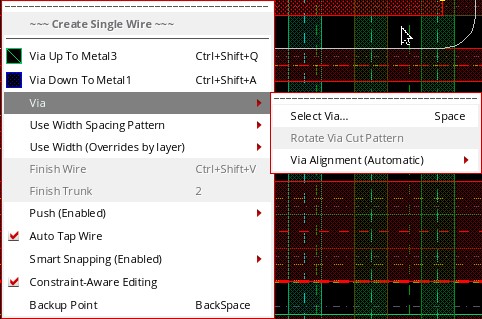 ~~~ Create Single Wire ~~~
Via Up To Metal3 Ctrl+Shift+Q
Via Down To Metal1 Ctrl+Shift+A
Via
Use Width Spacing Pattern
Use Width (Overrides by layer)
Finish Wire Ctrl+Shift+V
Finish Trunk 2
Push (Enabled)
Auto Tap Wire
Smart Snapping (Enabled)
Constraint-Aware Editing
Backup Point BackSpace
Select Via... Space
Rotate Via Cut Pattern
Via Alignment (Automatic)